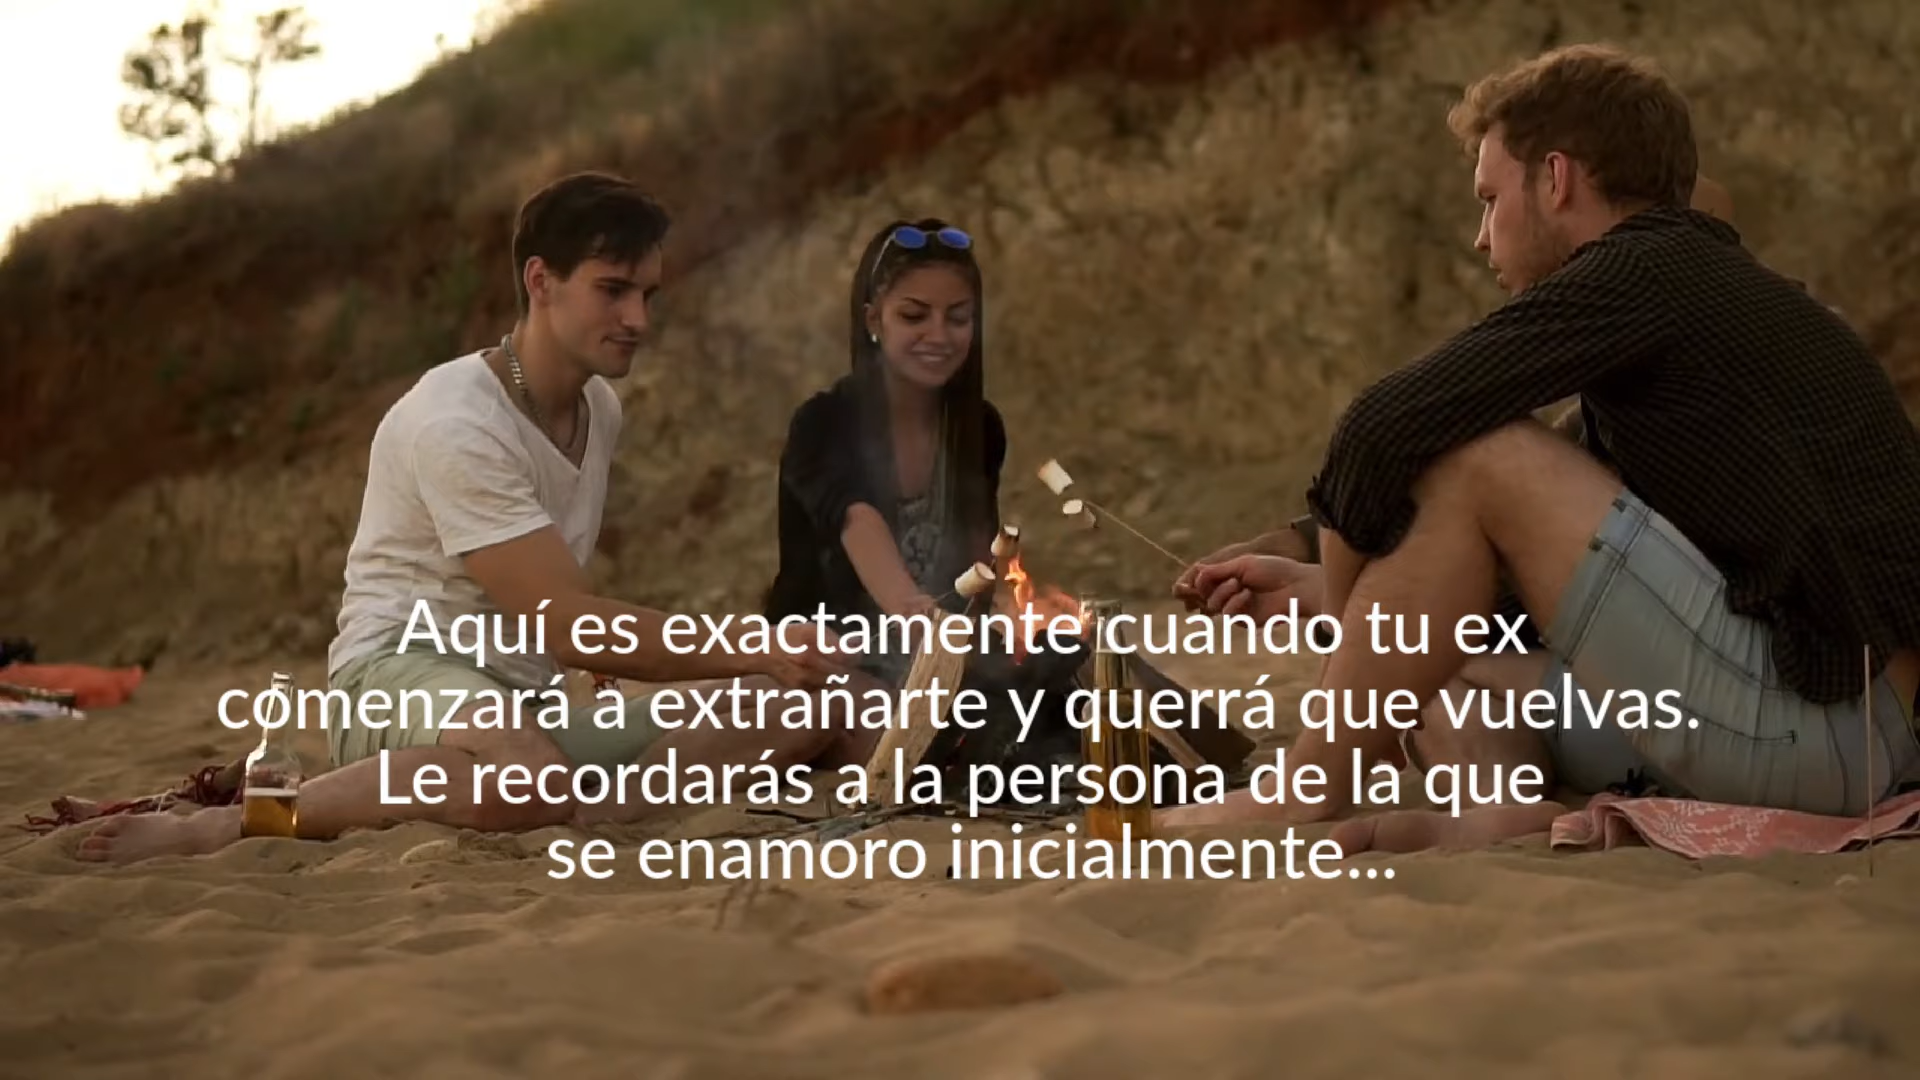 Aquí es exactamente cuando tu ex
comenzará a extrañarte y querrá que vuelvas.
Le recordarás a la persona de la que
se enamoro inicialmente...